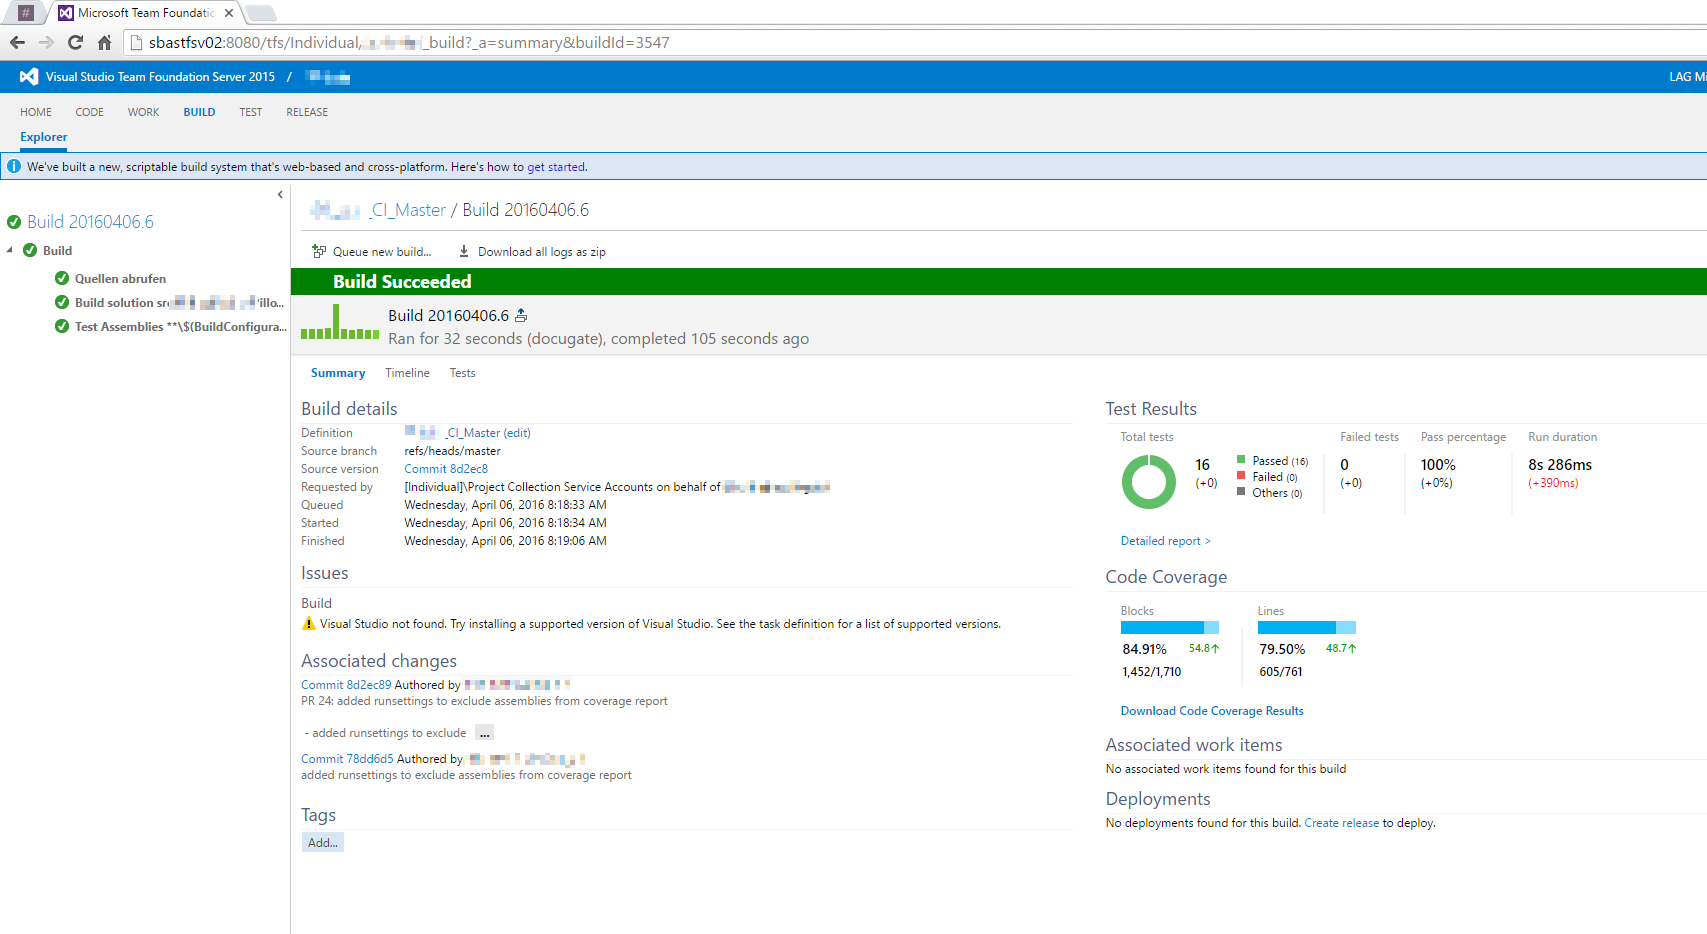 #
Microsoft Team Foundatio
sbastfsv02:8080/tfs/Individual/ _build?_a=summary&buildId=3547
Visual Studio Team Foundation Server 2015 /
LAG Mi
HOME CODE WORK BUILD TEST RELEASE
Explorer
We've built a new, scriptable build system that's web-based and cross-platform. Here's how to get started.
Build 20160406.6
Build
Quellen abrufen
Build solution src 'illo...
Test Assemblies **\$(BuildConfigura...
_CI_Master / Build 20160406.6
Queue new build... Download all logs as zip
Build Succeeded
Build 20160406.6
Ran for 32 seconds (docugate), completed 105 seconds ago
Summary Timeline Tests
Build details
Definition _CI_Master (edit)
Source branch refs/heads/master
Source version Commit 8d2ec8
Requested by [Individual]\Project Collection Service Accounts on behalf of
Queued Wednesday, April 06, 2016 8:18:33 AM
Started Wednesday, April 06, 2016 8:18:34 AM
Finished Wednesday, April 06, 2016 8:19:06 AM
Issues
Build
Visual Studio not found. Try installing a supported version of Visual Studio. See the task definition for a list of supported versions.
Associated changes
Commit 8d2ec89 Authored by
PR 24: added runsettings to exclude assemblies from coverage report
- added runsettings to exclude ...
Commit 78dd6d5 Authored by
added runsettings to exclude assemblies from coverage report
Tags
Add...
Test Results
Total tests Failed tests Pass percentage Run duration
16 Passed (16) 0 100% 8s 286ms
(+0) Failed (0) (+0) (+0%) (+390ms)
Others (0)
Detailed report >
Code Coverage
Blocks Lines
84.91% 54.8↑ 79.50% 48.7↑
1,452/1,710 605/761
Download Code Coverage Results
Associated work items
No associated work items found for this build
Deployments
No deployments found for this build. Create release to deploy.